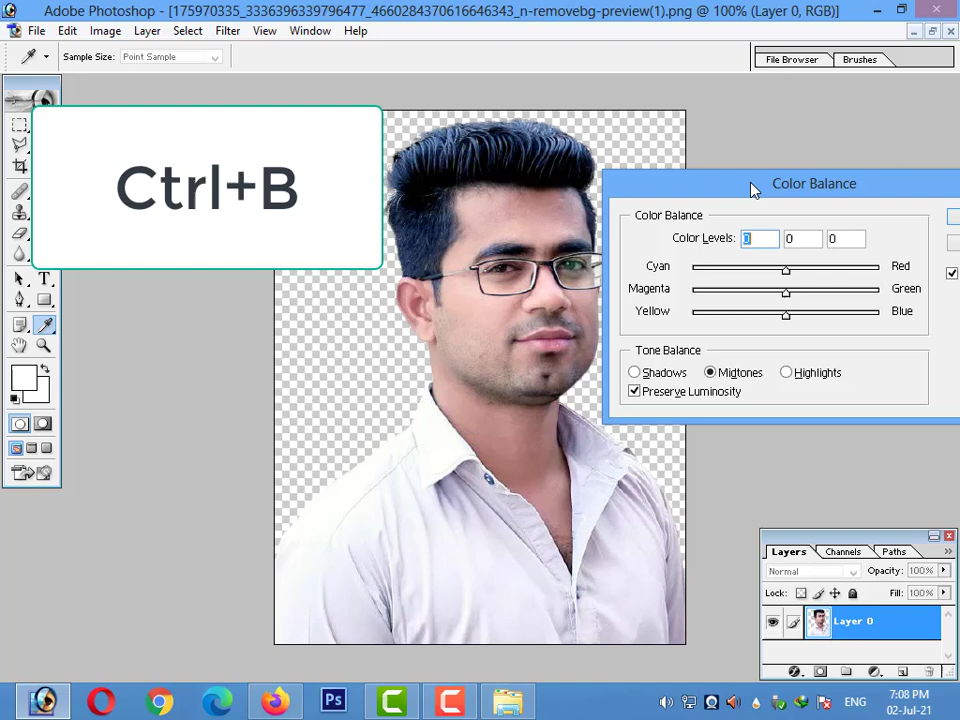 Adobe Photoshop - [175970335_3336396339796477_4660284370616646343_n-removebg-preview(1).png @ 100% (Layer 0, RGB)]
File Edit Image Layer Select Filter View Window Help
Sample Size: Point Sample
File Browser Brushes
Ctrl+B
Color Balance
Color Balance
Color Levels: 0 0 0
Cyan Red
Magenta Green
Yellow Blue
Tone Balance
Shadows Midtones Highlights
Preserve Luminosity
Layers Channels Paths
Normal Opacity: 100%
Lock: Fill: 100%
Layer 0
T
Ps
ENG
7:08 PM
02-Jul-21